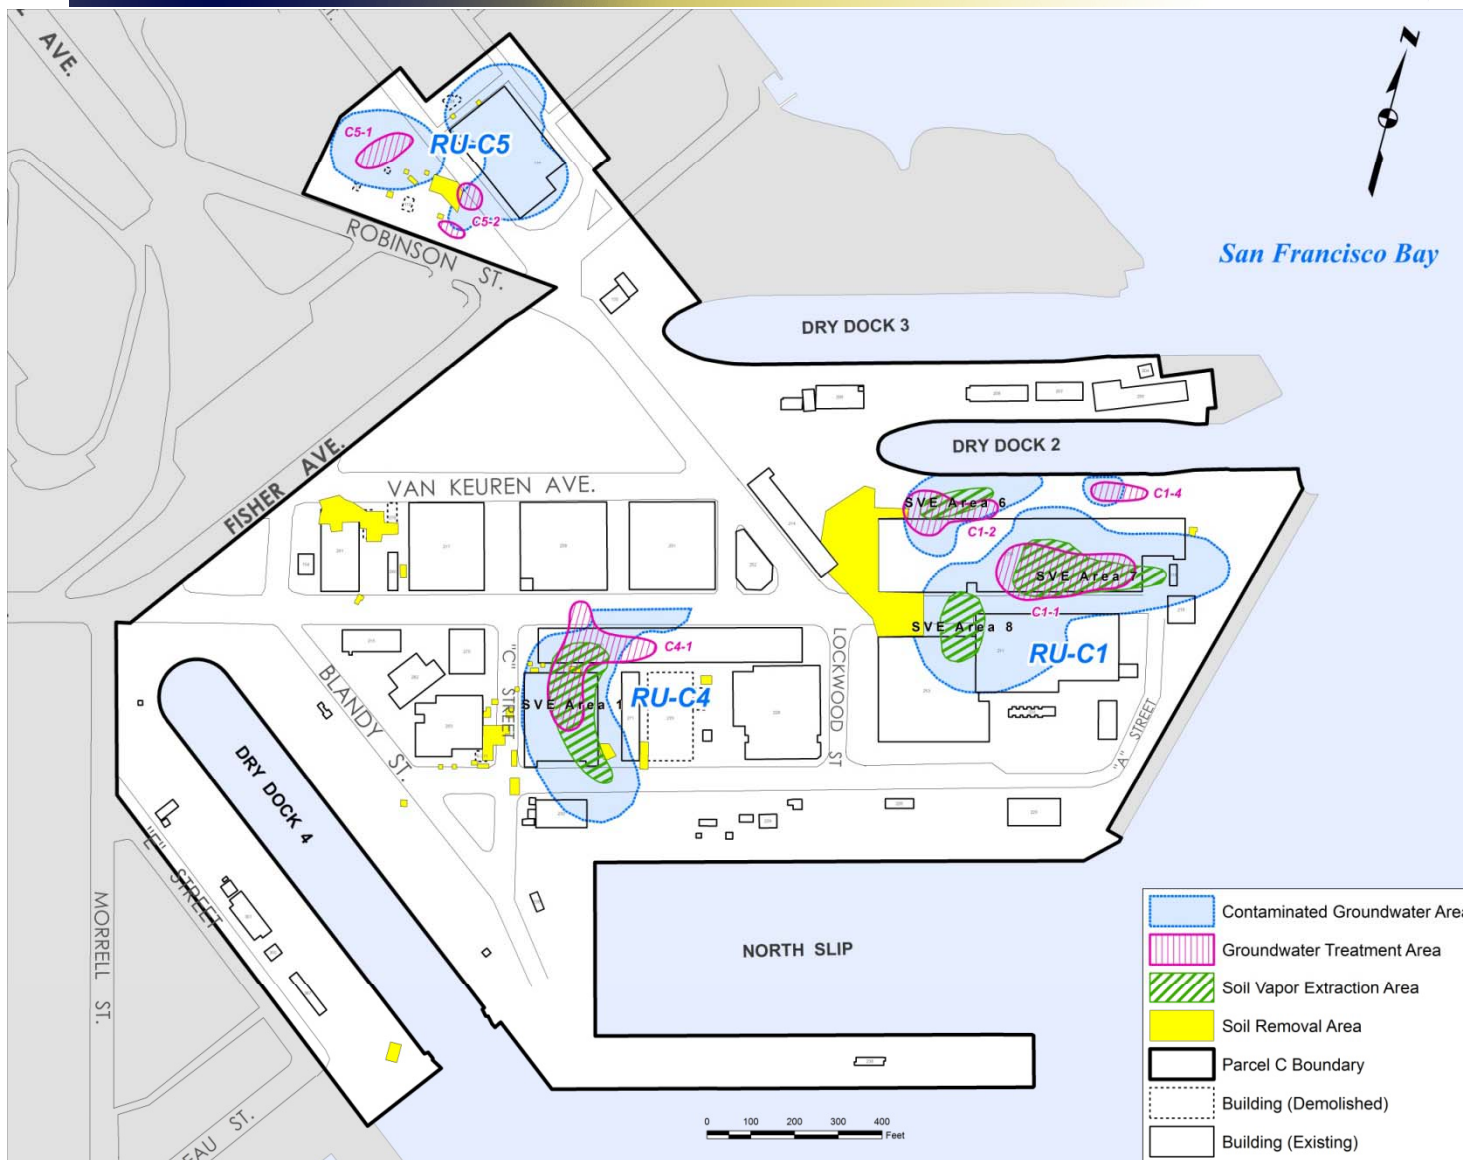 AVE.
ST.
N
C5-1
RU-C5
C5-2
ROBINSON ST.
San Francisco Bay
DRY DOCK 3
DRY DOCK 2
FISHER AVE.
VAN KEUREN AVE.
SVE Area 6
C1-4
C1-2
SVE Area 7
C1-1
SVE Area 8
RU-C1
C4-1
"C" STREET
LOCKWOOD ST
RU-C4
SVE Area 1
BLANDY ST.
"A" STREET
DRY DOCK 4
"E" STREET
MORRELL ST.
NORTH SLIP
EAU ST.
0 100 200 300 400
Feet
Contaminated Groundwater Area
Groundwater Treatment Area
Soil Vapor Extraction Area
Soil Removal Area
Parcel C Boundary
Building (Demolished)
Building (Existing)